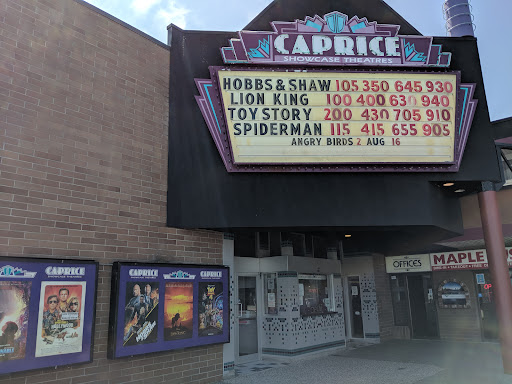 CAPRICE
SHOWCASE THEATRES
HOBBS & SHAW 105 350 645 930
LION KING 100 400 630 940
TOY STORY 200 430 705 910
SPIDERMAN 115 415 655 905
ANGRY BIRDS 2 AUG 16
CAPRICE
CAPRICE
CAPRICE
OFFICES
MAPLE